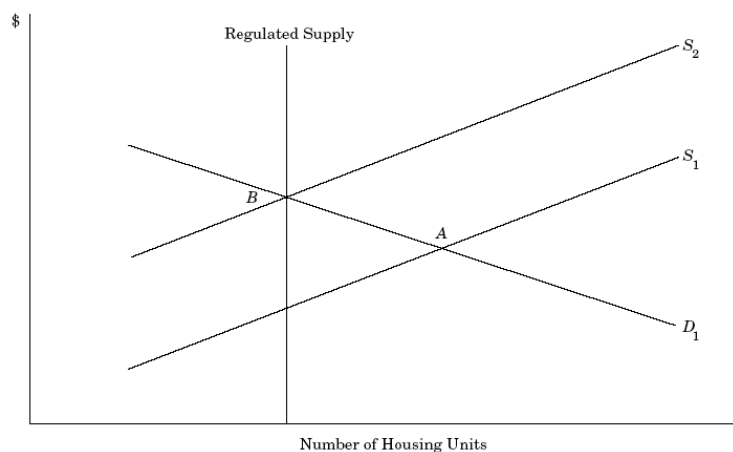 $
Regulated Supply
S2
S1
B
A
D1
Number of Housing Units